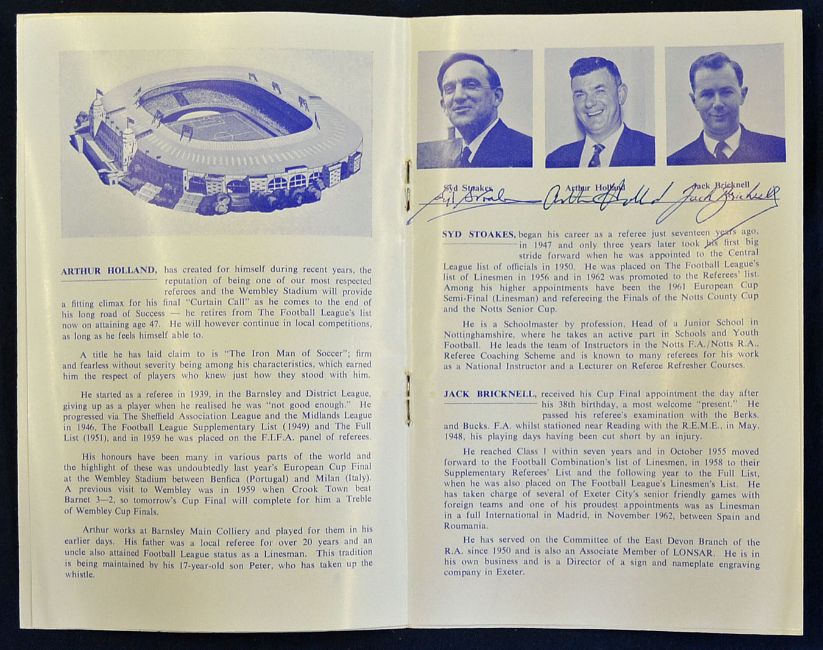 ARTHUR HOLLAND, has created for himself during recent years, the
reputation of being one of our most respected
referees and the Wembley Stadium will provide
a fitting climax for his final "Curtain Call" as he comes to the end of
his long road of Success — he retires from The Football League's list
now on attaining age 47. He will however continue in local competitions,
as long as he feels himself able to.
A title he has laid claim to is "The Iron Man of Soccer"; firm
and fearless without severity being among his characteristics, which earned
him the respect of players who knew just how they stood with him.
He started as a referee in 1939, in the Barnsley and District League,
giving up as a player when he realised he was "not good enough." He
progressed via The Sheffield Association League and the Midlands League
in 1946, The Football League Supplementary List (1949) and The Full
List (1951), and in 1959 he was placed on the F.I.F.A. panel of referees.
His honours have been many in various parts of the world and
the highlight of these was undoubtedly last year's European Cup Final
at the Wembley Stadium between Benfica (Portugal) and Milan (Italy).
A previous visit to Wembley was in 1959 when Crook Town beat
Barnet 3—2, so tomorrow's Cup Final will complete for him a Treble
of Wembley Cup Finals.
Arthur works at Barnsley Main Colliery and played for them in his
earlier days. His father was a local referee for over 20 years and an
uncle also attained Football League status as a Linesman. This tradition
is being maintained by his 17-year-old son Peter, who has taken up the
whistle.
Syd Stoakes Arthur Holland Jack Bricknell
Syd Stoakes Arthur Holland Jack Bricknell
SYD STOAKES, began his career as a referee just seventeen years ago,
in 1947 and only three years later took his first big
stride forward when he was appointed to the Central
League list of officials in 1950. He was placed on The Football League's
list of Linesmen in 1956 and in 1962 was promoted to the Referees' list.
Among his higher appointments have been the 1961 European Cup
Semi-Final (Linesman) and refereeing the Finals of the Notts County Cup
and the Notts Senior Cup.
He is a Schoolmaster by profession, Head of a Junior School in
Nottinghamshire, where he takes an active part in Schools and Youth
Football. He leads the team of Instructors in the Notts F.A./Notts R.A.,
Referee Coaching Scheme and is known to many referees for his work
as a National Instructor and a Lecturer on Referee Refresher Courses.
JACK BRICKNELL, received his Cup Final appointment the day after
his 38th birthday, a most welcome "present." He
passed his referee's examination with the Berks.
and Bucks. F.A. whilst stationed near Reading with the R.E.M.E., in May,
1948, his playing days having been cut short by an injury.
He reached Class 1 within seven years and in October 1955 moved
forward to the Football Combination's list of Linesmen, in 1958 to their
Supplementary Referees' List and the following year to the Full List,
when he was also placed on The Football League's Linesmen's List. He
has taken charge of several of Exeter City's senior friendly games with
foreign teams and one of his proudest appointments was as Linesman
in a full International in Madrid, in November 1962, between Spain and
Roumania.
He has served on the Committee of the East Devon Branch of the
R.A. since 1950 and is also an Associate Member of LONSAR. He is in
his own business and is a Director of a sign and nameplate engraving
company in Exeter.